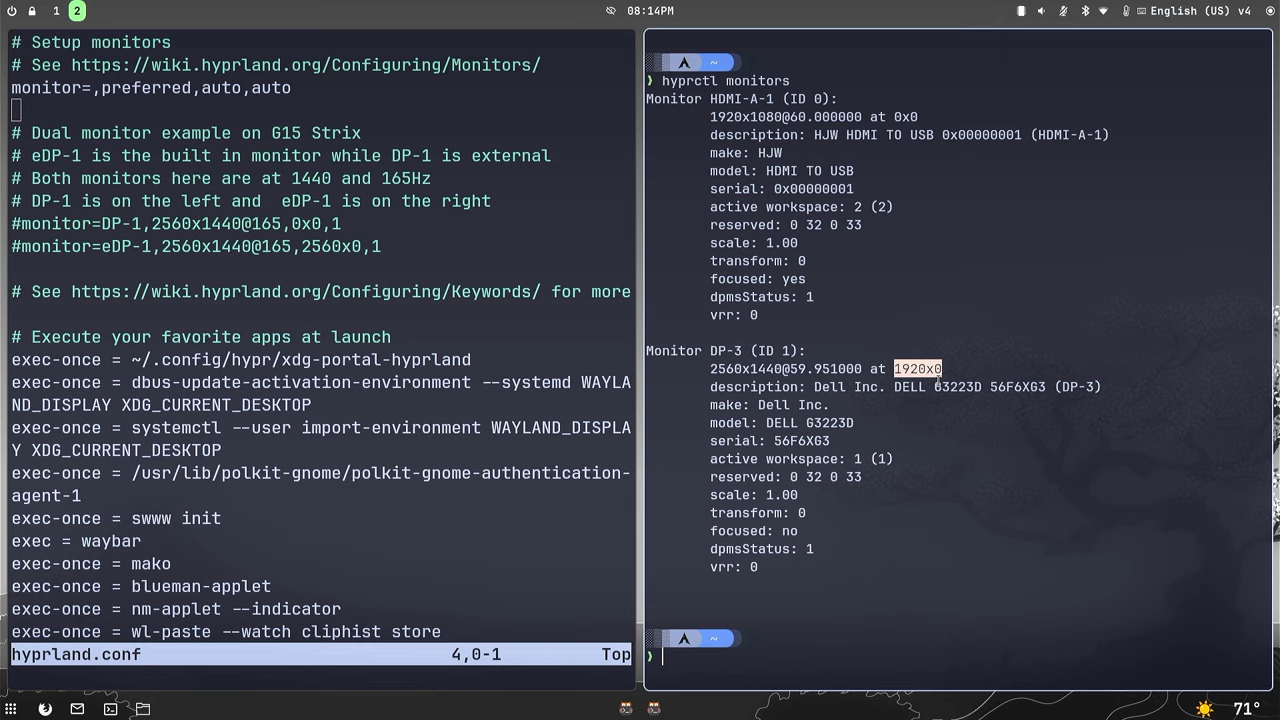 1 2
08:14PM
English (US) v4
# Setup monitors
# See https://wiki.hyprland.org/Configuring/Monitors/
monitor=,preferred,auto,auto
# Dual monitor example on G15 Strix
# eDP-1 is the built in monitor while DP-1 is external
# Both monitors here are at 1440 and 165Hz
# DP-1 is on the left and  eDP-1 is on the right
#monitor=DP-1,2560x1440@165,0x0,1
#monitor=eDP-1,2560x1440@165,2560x0,1
# See https://wiki.hyprland.org/Configuring/Keywords/ for more
# Execute your favorite apps at launch
exec-once = ~/.config/hypr/xdg-portal-hyprland
exec-once = dbus-update-activation-environment --systemd WAYLA
ND_DISPLAY XDG_CURRENT_DESKTOP
exec-once = systemctl --user import-environment WAYLAND_DISPLA
Y XDG_CURRENT_DESKTOP
exec-once = /usr/lib/polkit-gnome/polkit-gnome-authentication-
agent-1
exec-once = swww init
exec = waybar
exec-once = mako
exec-once = blueman-applet
exec-once = nm-applet --indicator
exec-once = wl-paste --watch cliphist store
hyprland.conf 4,0-1 Top
~
❯ hyprctl monitors
Monitor HDMI-A-1 (ID 0):
1920x1080@60.000000 at 0x0
description: HJW HDMI TO USB 0x00000001 (HDMI-A-1)
make: HJW
model: HDMI TO USB
serial: 0x00000001
active workspace: 2 (2)
reserved: 0 32 0 33
scale: 1.00
transform: 0
focused: yes
dpmsStatus: 1
vrr: 0
Monitor DP-3 (ID 1):
2560x1440@59.951000 at 1920x0
description: Dell Inc. DELL G3223D 56F6XG3 (DP-3)
make: Dell Inc.
model: DELL G3223D
serial: 56F6XG3
active workspace: 1 (1)
reserved: 0 32 0 33
scale: 1.00
transform: 0
focused: no
dpmsStatus: 1
vrr: 0
~
❯
71°